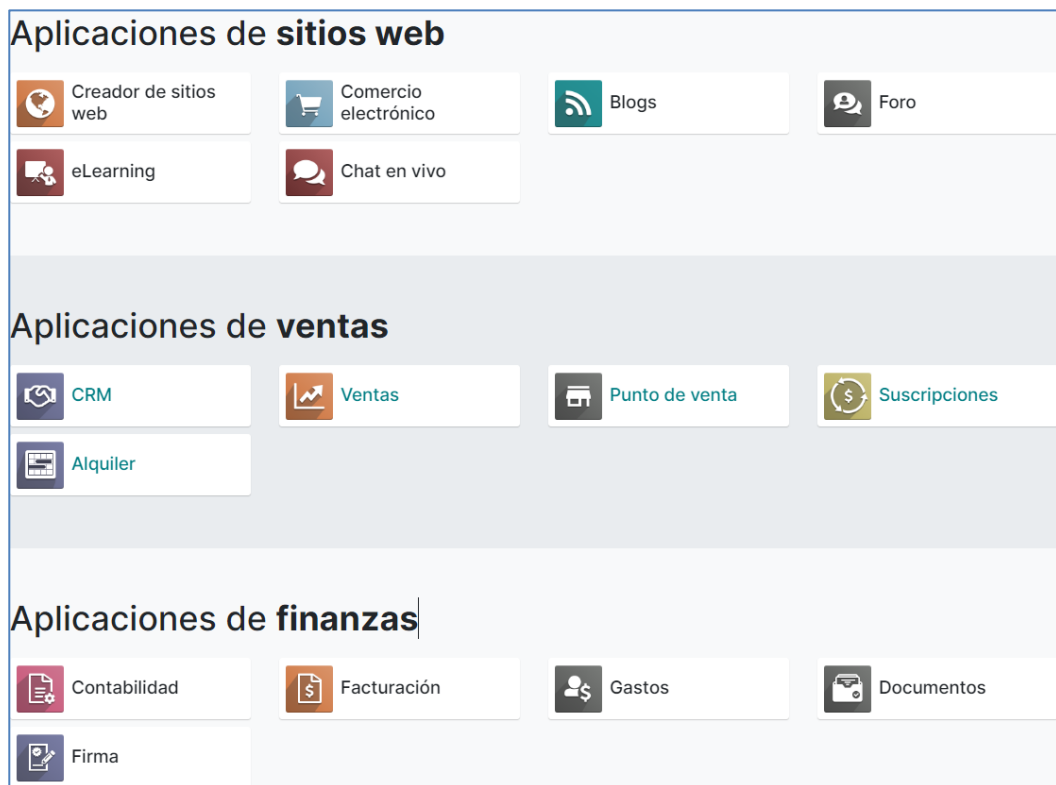 Aplicaciones de sitios web
Creador de sitios
web
Comercio
electrónico
Blogs
Foro
eLearning
Chat en vivo
Aplicaciones de ventas
CRM
Ventas
Punto de venta
Suscripciones
Alquiler
Aplicaciones de finanzas
Contabilidad
Facturación
Gastos
Documentos
Firma